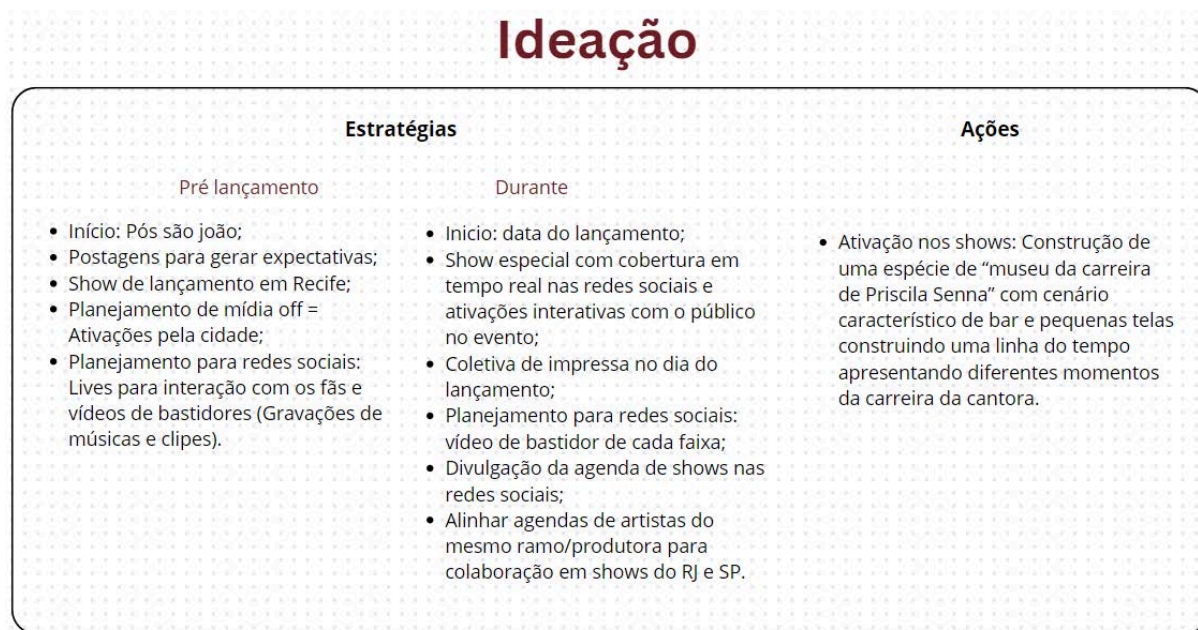 Ideação
Estratégias
Ações
Pré lançamento
• Início: Pós são joão;
• Postagens para gerar expectativas;
• Show de lançamento em Recife;
• Planejamento de mídia off =
Ativações pela cidade;
• Planejamento para redes sociais:
Lives para interação com os fãs e
vídeos de bastidores (Gravações de
músicas e clipes).
Durante
• Inicio: data do lançamento;
• Show especial com cobertura em
tempo real nas redes sociais e
ativações interativas com o público
no evento;
• Coletiva de impressa no dia do
lançamento;
• Planejamento para redes sociais:
vídeo de bastidor de cada faixa;
• Divulgação da agenda de shows nas
redes sociais;
• Alinhar agendas de artistas do
mesmo ramo/produtora para
colaboração em shows do RJ e SP.
• Ativação nos shows: Construção de
uma espécie de “museu da carreira
de Priscila Senna” com cenário
característico de bar e pequenas telas
construindo uma linha do tempo
apresentando diferentes momentos
da carreira da cantora.